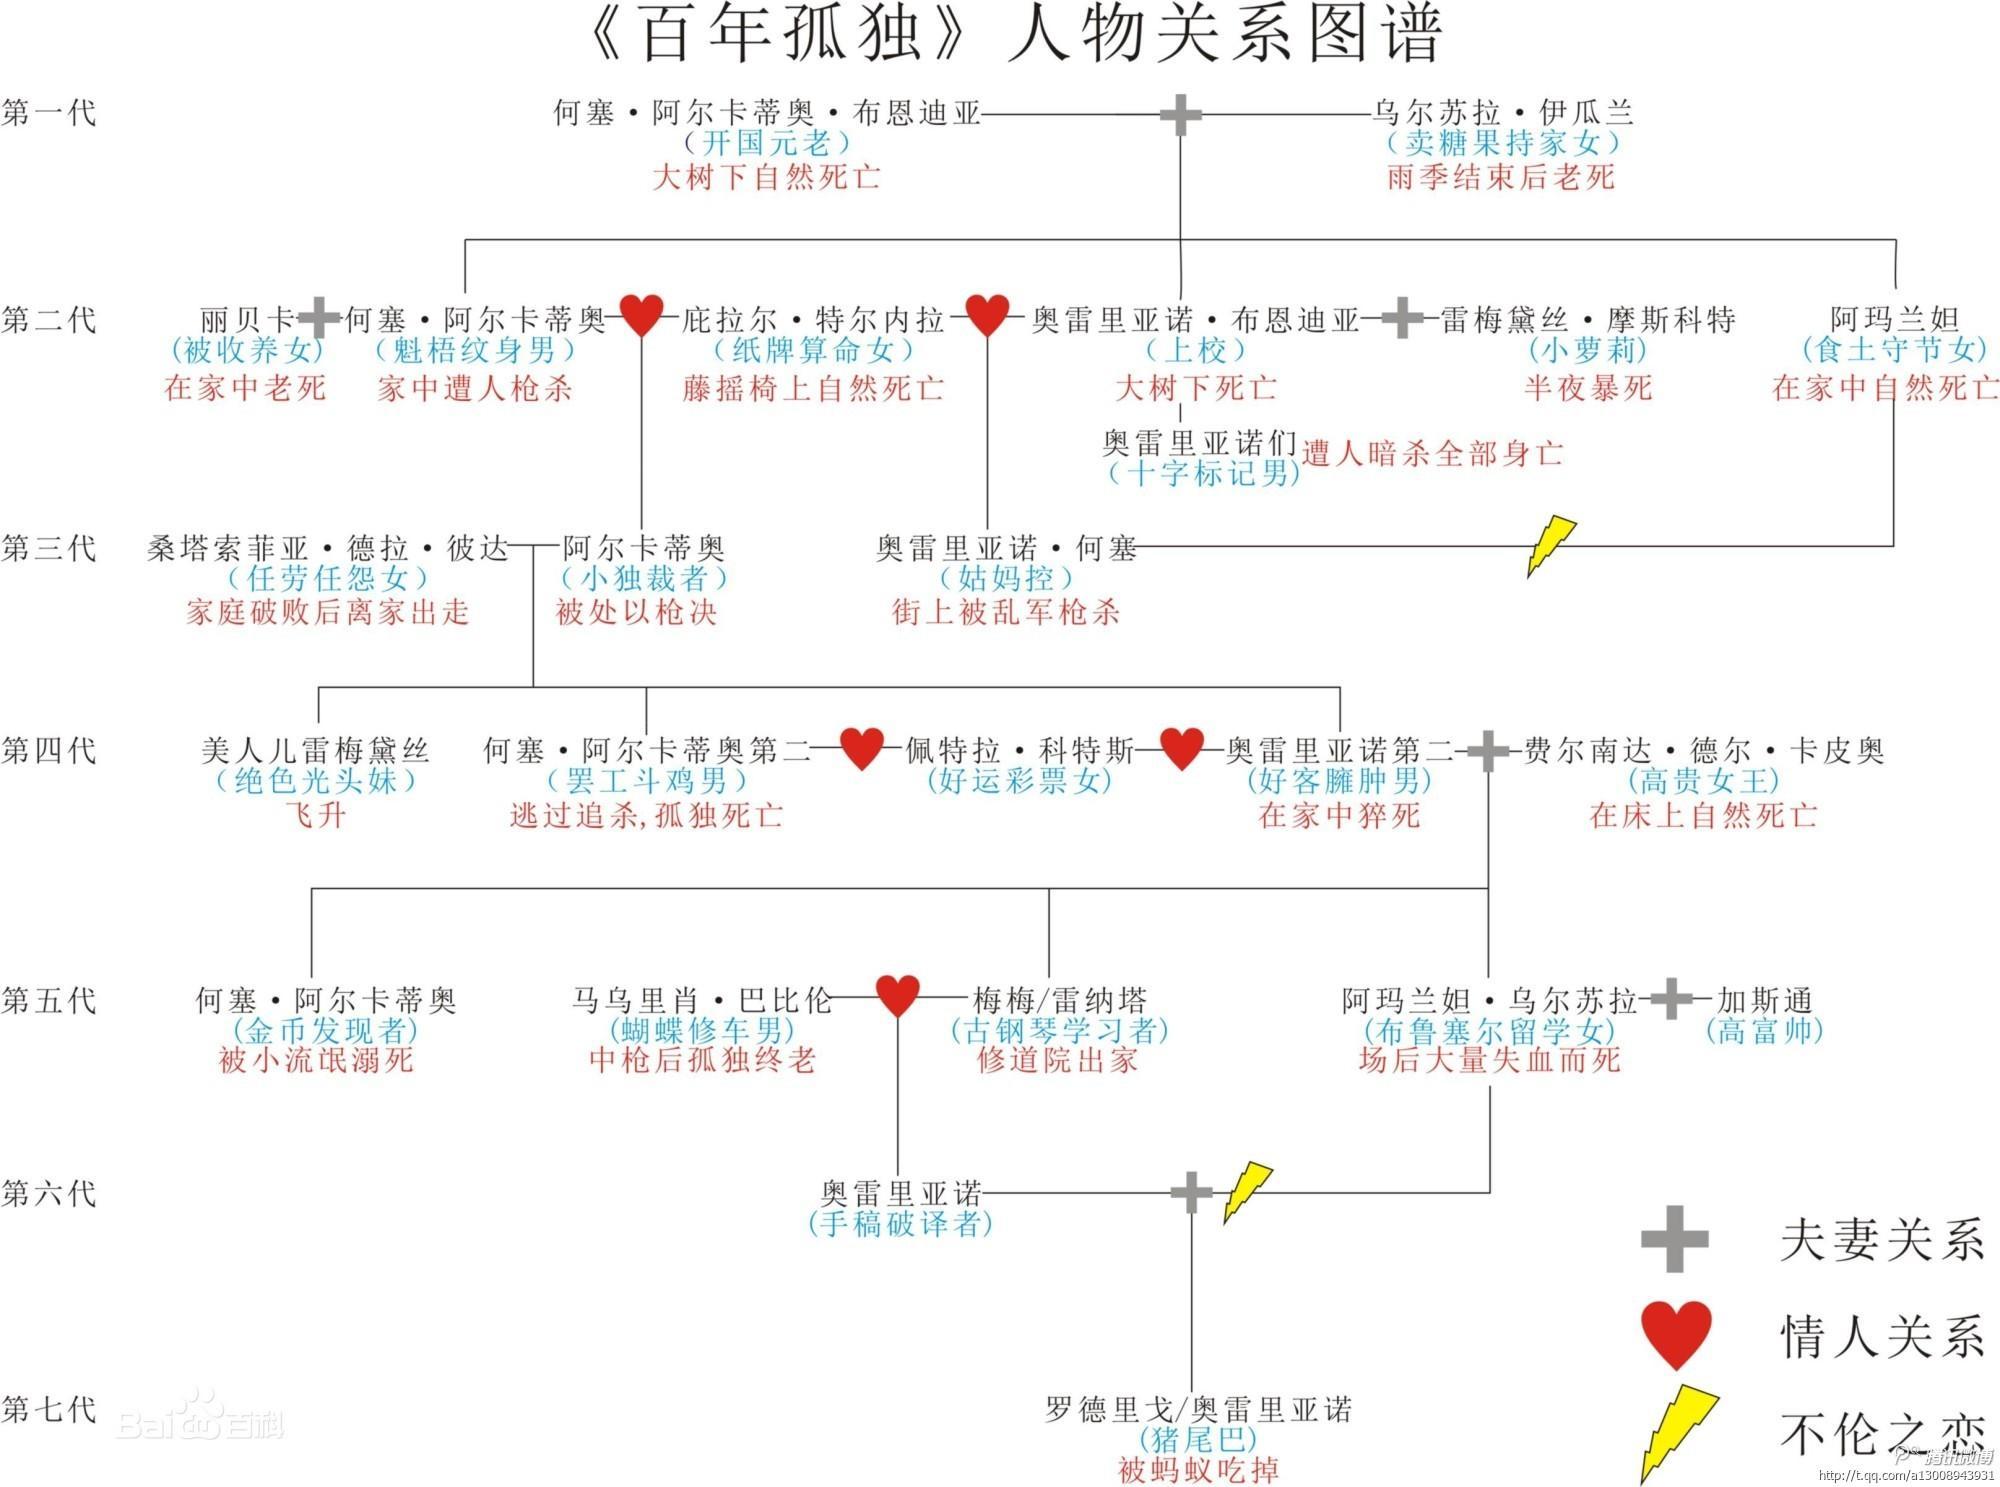 《百年孤独》人物关系图谱
第一代
何塞·阿尔卡蒂奥·布恩迪亚
乌尔苏拉·伊瓜兰
（开国元老）
（卖糖果持家女）
大树下自然死亡
雨季结束后老死
第二代
丽贝卡
何塞·阿尔卡蒂奥
庇拉尔·特尔内拉
奥雷里亚诺·布恩迪亚
雷梅黛丝·摩斯科特
阿玛兰妲
(被收养女)
（魁梧纹身男）
（纸牌算命女）
（上校）
(小萝莉)
(食土守节女)
在家中老死
家中遭人枪杀
藤摇椅上自然死亡
大树下死亡
半夜暴死
在家中自然死亡
奥雷里亚诺们
遭人暗杀全部身亡
（十字标记男)
第三代
桑塔索菲亚·德拉·彼达
阿尔卡蒂奥
奥雷里亚诺·何塞
（任劳任怨女）
（小独裁者）
（姑妈控）
家庭破败后离家出走
被处以枪决
街上被乱军枪杀
第四代
美人儿雷梅黛丝
何塞·阿尔卡蒂奥第二
佩特拉·科特斯
奥雷里亚诺第二
费尔南达·德尔·卡皮奥
（绝色光头妹）
（罢工斗鸡男）
(好运彩票女)
(好客臃肿男)
(高贵女王)
飞升
逃过追杀,孤独死亡
在家中猝死
在床上自然死亡
第五代
何塞·阿尔卡蒂奥
马乌里肖·巴比伦
梅梅/雷纳塔
阿玛兰妲·乌尔苏拉
加斯通
(金币发现者)
(蝴蝶修车男)
(古钢琴学习者)
(布鲁塞尔留学女)
(高富帅)
被小流氓溺死
中枪后孤独终老
修道院出家
场后大量失血而死
第六代
奥雷里亚诺
(手稿破译者)
夫妻关系
情人关系
第七代
罗德里戈/奥雷里亚诺
(猪尾巴)
被蚂蚁吃掉
不伦之恋
Bai百科
腾讯微博
http://t.qq.com/a13008943931